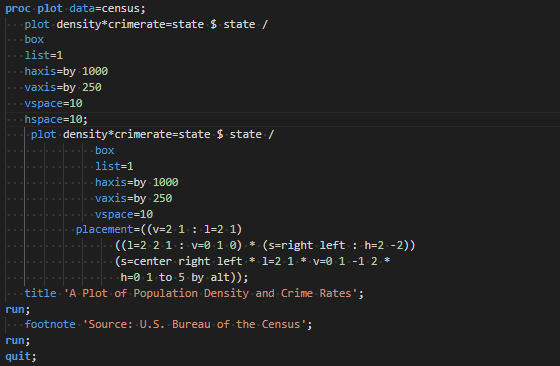 proc plot data=census;
   plot density*crimerate=state $ state /
   box
   list=1
   haxis=by 1000
   vaxis=by 250
   vspace=10
   hspace=10;
    plot density*crimerate=state $ state /
              box
              list=1
              haxis=by 1000
              vaxis=by 250
              vspace=10
           placement=((v=2 1 : l=2 1)
                 ((l=2 2 1 : v=0 1 0) * (s=right left : h=2 -2))
                 (s=center right left * l=2 1 * v=0 1 -1 2 *
                  h=0 1 to 5 by alt));
   title 'A Plot of Population Density and Crime Rates';
run;
   footnote 'Source: U.S. Bureau of the Census';
run;
quit;